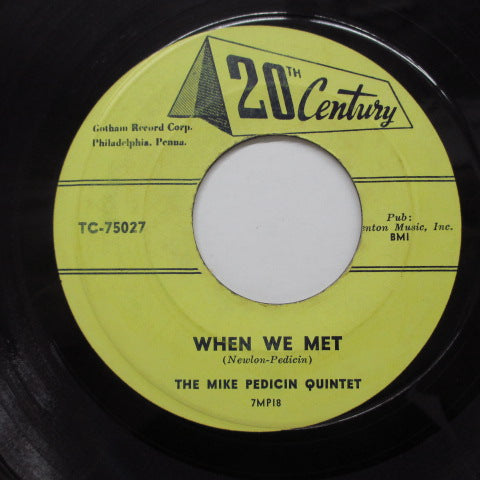 20TH Century
Gotham Record Corp.
Philadelphia, Penna.
TC-75027
Pub:
Music, Inc.
BMI
WHEN WE MET
(Newlon-Pedicin)
THE MIKE PEDICIN QUINTET
7MP18